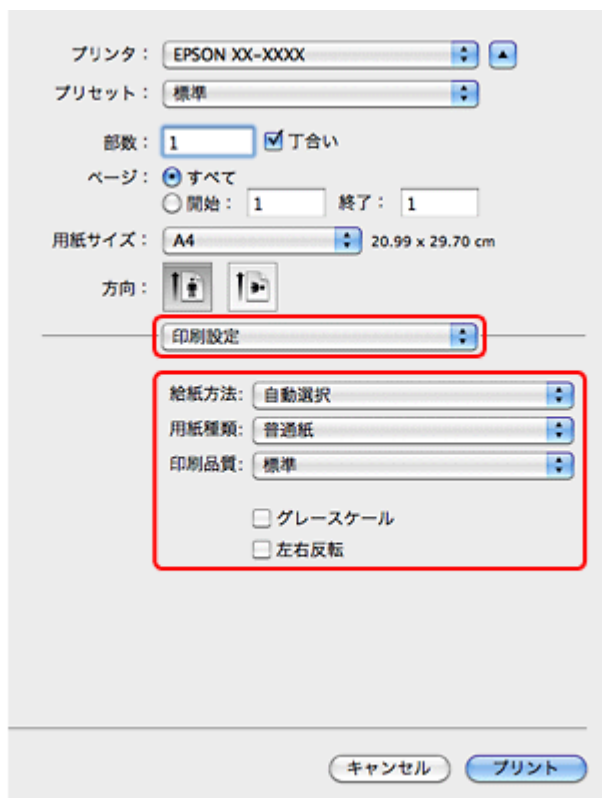 プリンタ： EPSON XX-XXXX
プリセット： 標準
部数： 1 丁合い
ページ： すべて
開始： 1 終了： 1
用紙サイズ： A4 20.99 x 29.70 cm
方向：
印刷設定
給紙方法: 自動選択
用紙種類: 普通紙
印刷品質: 標準
グレースケール
左右反転
キャンセル プリント